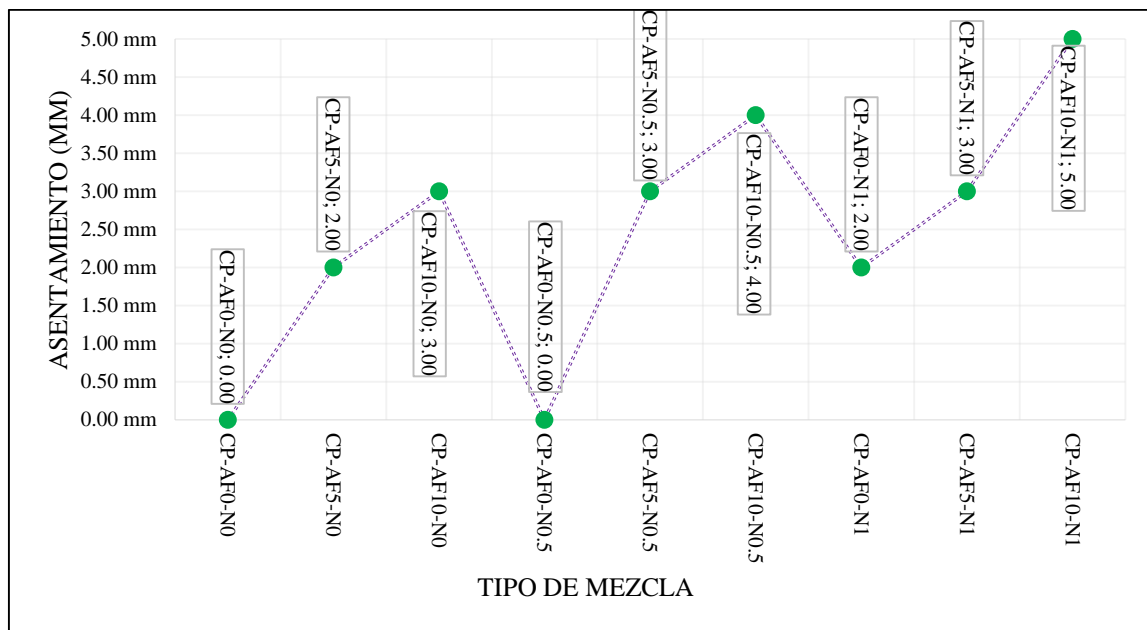 ASENTAMIENTO (MM)
5.00 mm
4.50 mm
4.00 mm
3.50 mm
3.00 mm
2.50 mm
2.00 mm
1.50 mm
1.00 mm
0.50 mm
0.00 mm
CP-AF0-N0; 0.00
CP-AF5-N0; 2.00
CP-AF10-N0; 3.00
CP-AF0-N0.5; 0.00
CP-AF5-N0.5; 3.00
CP-AF10-N0.5; 4.00
CP-AF0-N1; 2.00
CP-AF5-N1; 3.00
CP-AF10-N1; 5.00
CP-AF0-N0
CP-AF5-N0
CP-AF10-N0
CP-AF0-N0.5
CP-AF5-N0.5
CP-AF10-N0.5
CP-AF0-N1
CP-AF5-N1
CP-AF10-N1
TIPO DE MEZCLA